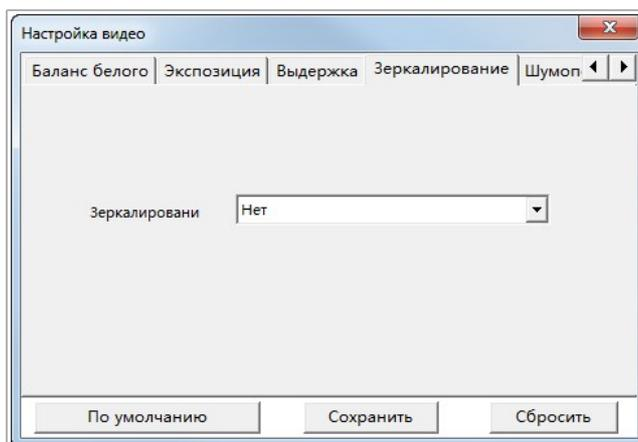 Настройка видео
Баланс белого Экспозиция Выдержка Зеркалирование Шумоп
Зеркалировани Нет
По умолчанию Сохранить Сбросить